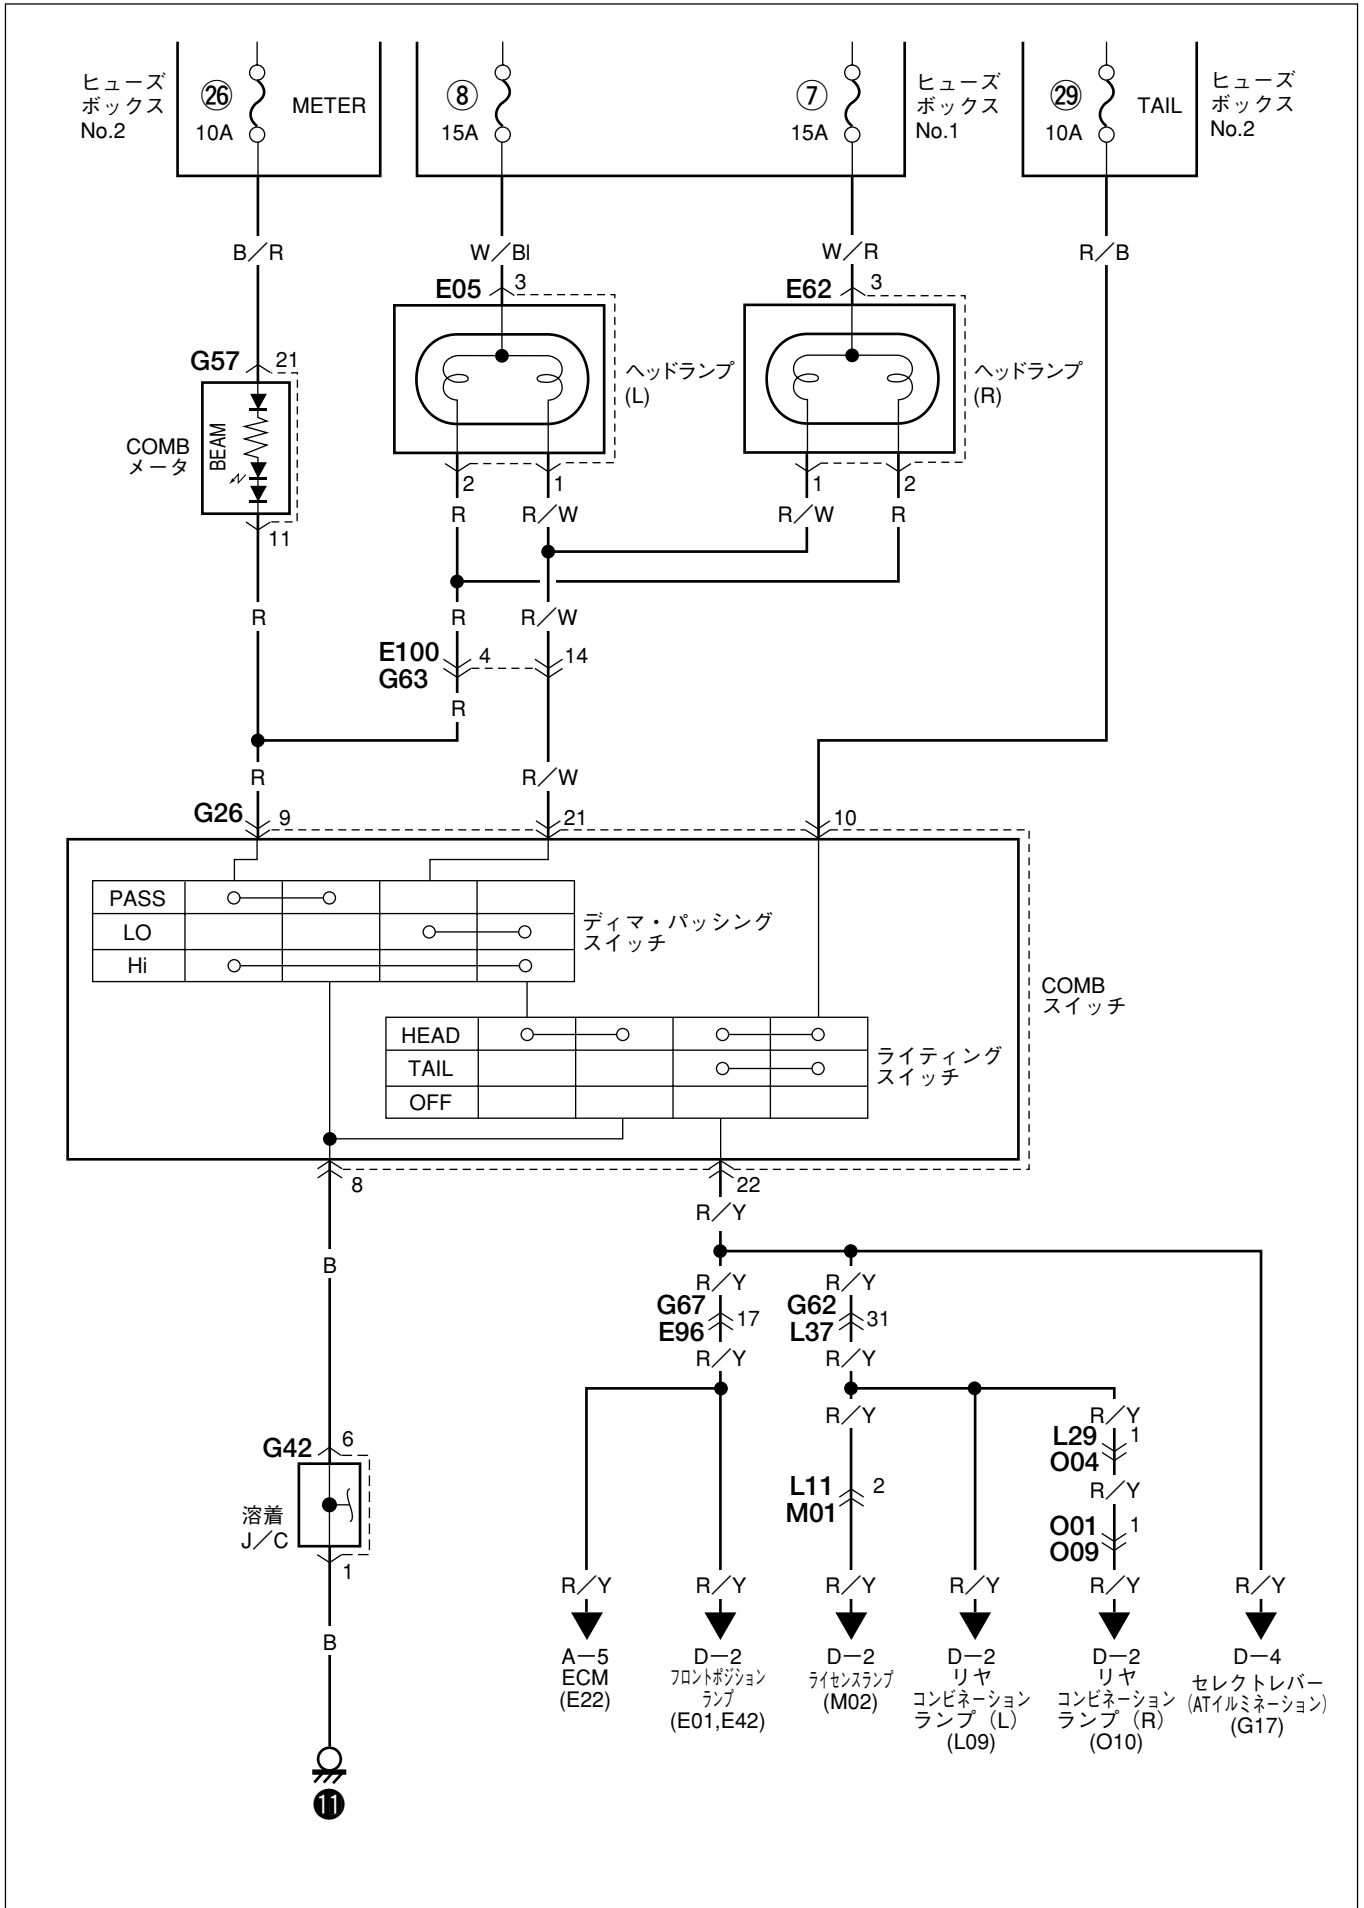 ヒューズ
ボックス
No.2
㉖
10A
METER
⑧
15A
⑦
15A
ヒューズ
ボックス
No.1
㉙
10A
TAIL
ヒューズ
ボックス
No.2
B/R
W/Bl
W/R
R/B
E05
3
E62
3
G57
21
ヘッドランプ
(L)
ヘッドランプ
(R)
COMB
メータ
BEAM
11
2
1
1
2
R
R/W
R/W
R
R
R
R/W
E100
G63
4
14
R
R
R/W
G26
9
21
10
PASS
LO
Hi
ディマ・パッシング
スイッチ
COMB
スイッチ
HEAD
TAIL
OFF
ライティング
スイッチ
8
22
R/Y
B
R/Y
R/Y
G67
E96
17
G62
L37
31
R/Y
R/Y
R/Y
R/Y
G42
6
L29
O04
1
L11
M01
2
R/Y
溶着
J/C
1
O01
O09
1
R/Y
R/Y
R/Y
R/Y
R/Y
R/Y
B
A−5
ECM
(E22)
D−2
フロントポジション
ランプ
(E01,E42)
D−2
ライセンスランプ
(M02)
D−2
リヤ
コンビネーション
ランプ (L)
(L09)
D−2
リヤ
コンビネーション
ランプ (R)
(O10)
D−4
セレクトレバー
(ATイルミネーション)
(G17)
⓫